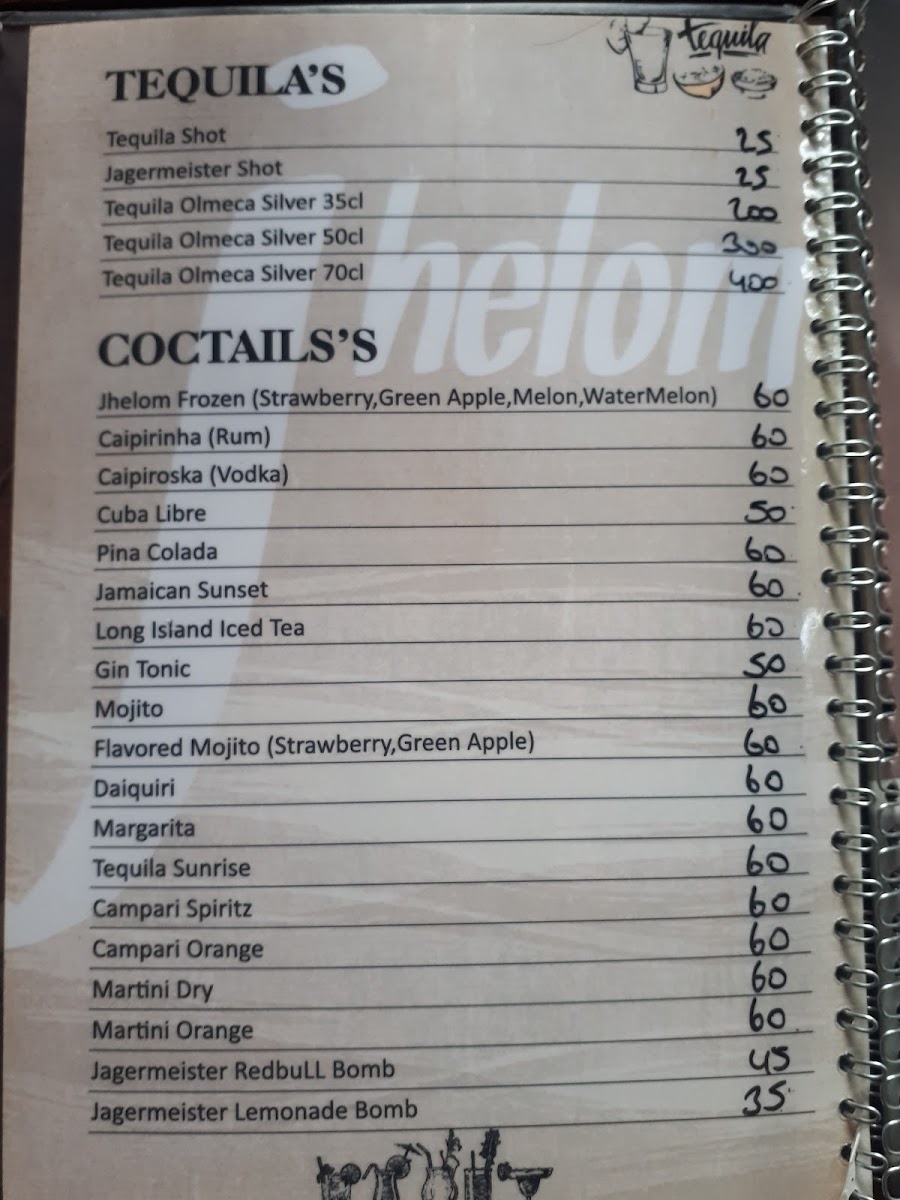 tequila
TEQUILA'S
Tequila Shot 25
Jagermeister Shot 25
Tequila Olmeca Silver 35cl 200
Tequila Olmeca Silver 50cl 300
Tequila Olmeca Silver 70cl 400
Jhelom
COCTAILS'S
Jhelom Frozen (Strawberry,Green Apple,Melon,WaterMelon) 60
Caipirinha (Rum) 60
Caipiroska (Vodka) 60
Cuba Libre 50
Pina Colada 60
Jamaican Sunset 60
Long Island Iced Tea 60
Gin Tonic 50
Mojito 60
Flavored Mojito (Strawberry,Green Apple) 60
Daiquiri 60
Margarita 60
Tequila Sunrise 60
Campari Spiritz 60
Campari Orange 60
Martini Dry 60
Martini Orange 60
Jagermeister RedbuLL Bomb 45
Jagermeister Lemonade Bomb 35